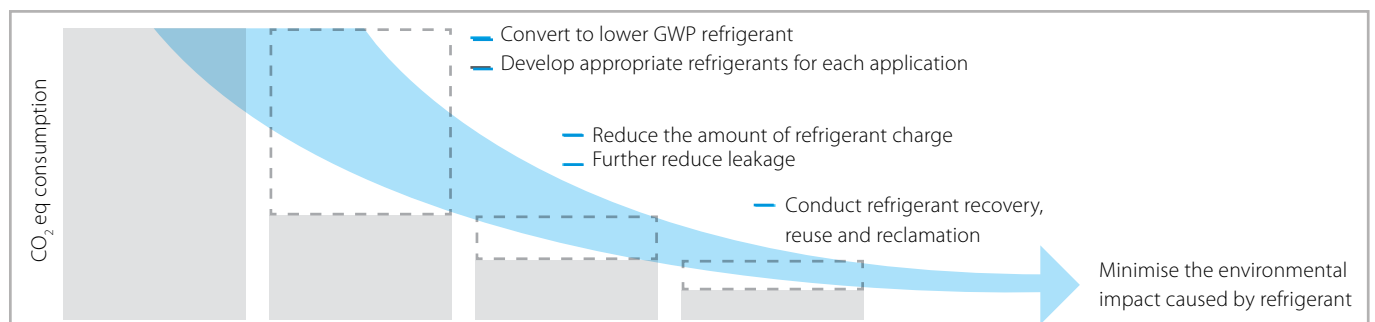 CO₂ eq consumption
Convert to lower GWP refrigerant
Develop appropriate refrigerants for each application
Reduce the amount of refrigerant charge
Further reduce leakage
Conduct refrigerant recovery,
reuse and reclamation
Minimise the environmental
impact caused by refrigerant